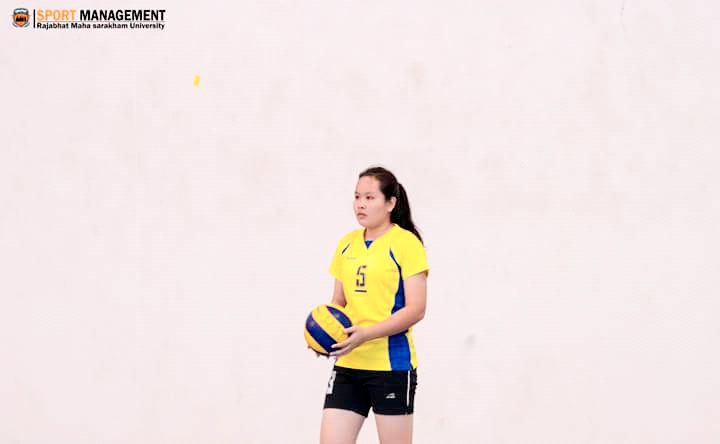 SPORT MANAGEMENT
Rajabhat Maha sarakham University
5